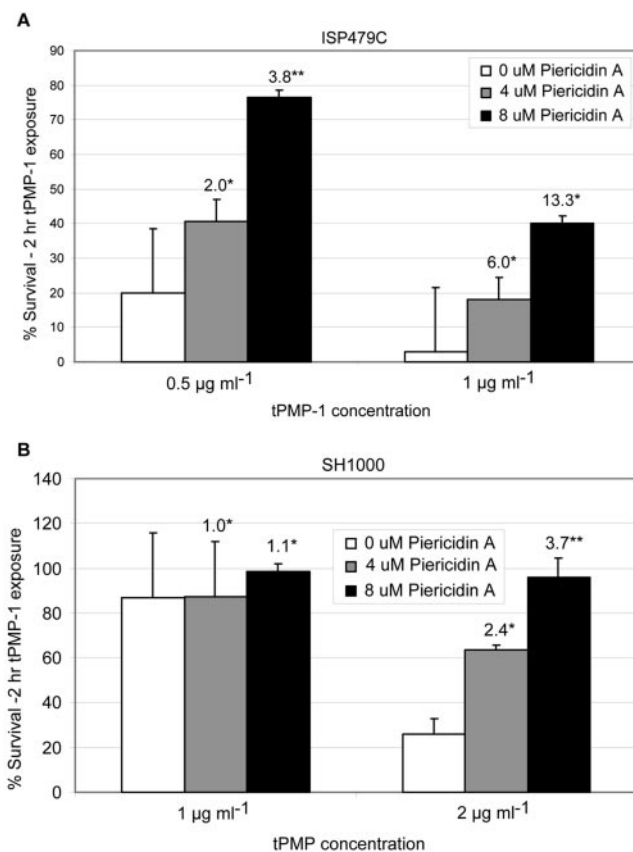 A
ISP479C
% Survival - 2 hr tPMP-1 exposure
90
80
70
60
50
40
30
20
10
0
0 uM Piericidin A
4 uM Piericidin A
8 uM Piericidin A
2.0*
3.8**
6.0*
13.3*
0.5 µg ml⁻¹
1 µg ml⁻¹
tPMP-1 concentration
B
SH1000
% Survival -2 hr tPMP-1 exposure
140
120
100
80
60
40
20
0
0 uM Piericidin A
4 uM Piericidin A
8 uM Piericidin A
1.0*
1.1*
2.4*
3.7**
1 µg ml⁻¹
2 µg ml⁻¹
tPMP concentration